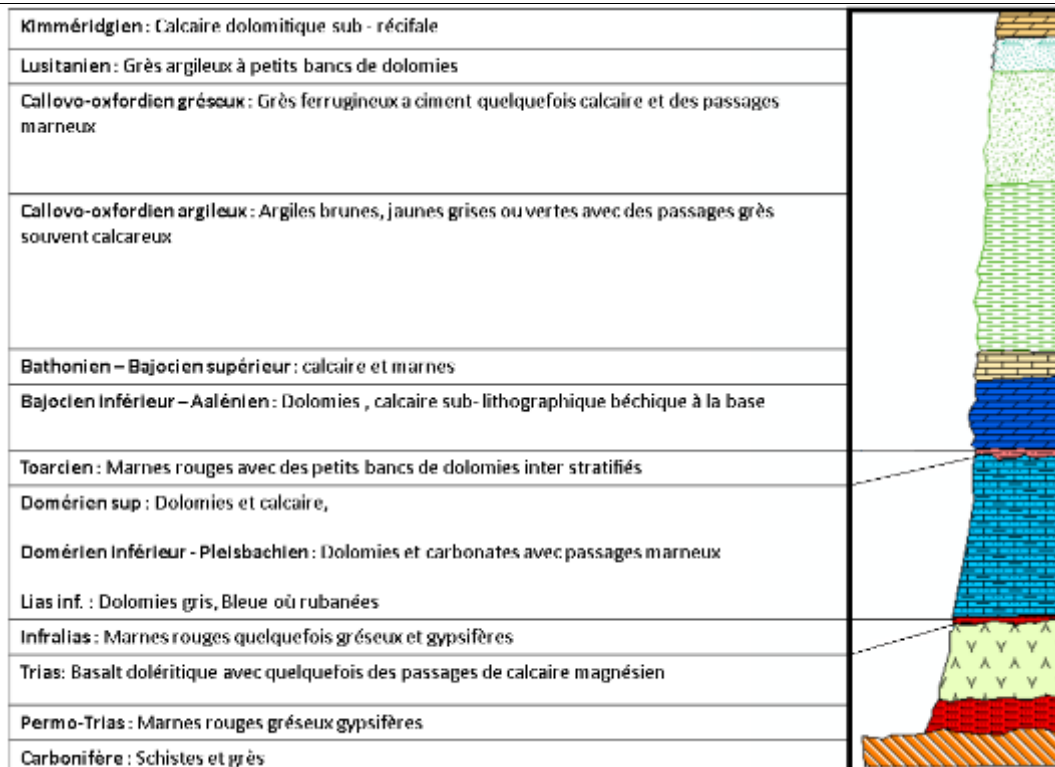 Kimméridgien : Calcaire dolomitique sub - récifale
Lusitanien : Grès argileux à petits bancs de dolomies
Callovo-oxfordien gréseux : Grès ferrugineux a ciment quelquefois calcaire et des passages
marneux
Callovo-oxfordien argileux : Argiles brunes, jaunes grises ou vertes avec des passages grès
souvent calcareux
Bathonien – Bajocien supérieur : calcaire et marnes
Bajocien inférieur – Aalénien : Dolomies , calcaire sub- lithographique béchique à la base
Toarcien : Marnes rouges avec des petits bancs de dolomies inter stratifiés
Domérien sup : Dolomies et calcaire,
Domérien inférieur - Pleisbachien : Dolomies et carbonates avec passages marneux
Lias inf. : Dolomies gris, Bleue où rubanées
Infralias : Marnes rouges quelquefois gréseux et gypsifères
Trias: Basalt doléritique avec quelquefois des passages de calcaire magnésien
Permo-Trias : Marnes rouges gréseux gypsifères
Carbonifère : Schistes et grès